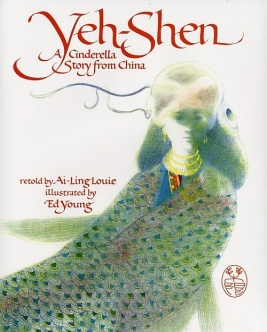 Yeh-Shen
A Cinderella
Story from China
retold by Ai-Ling Louie
illustrated by
Ed Young